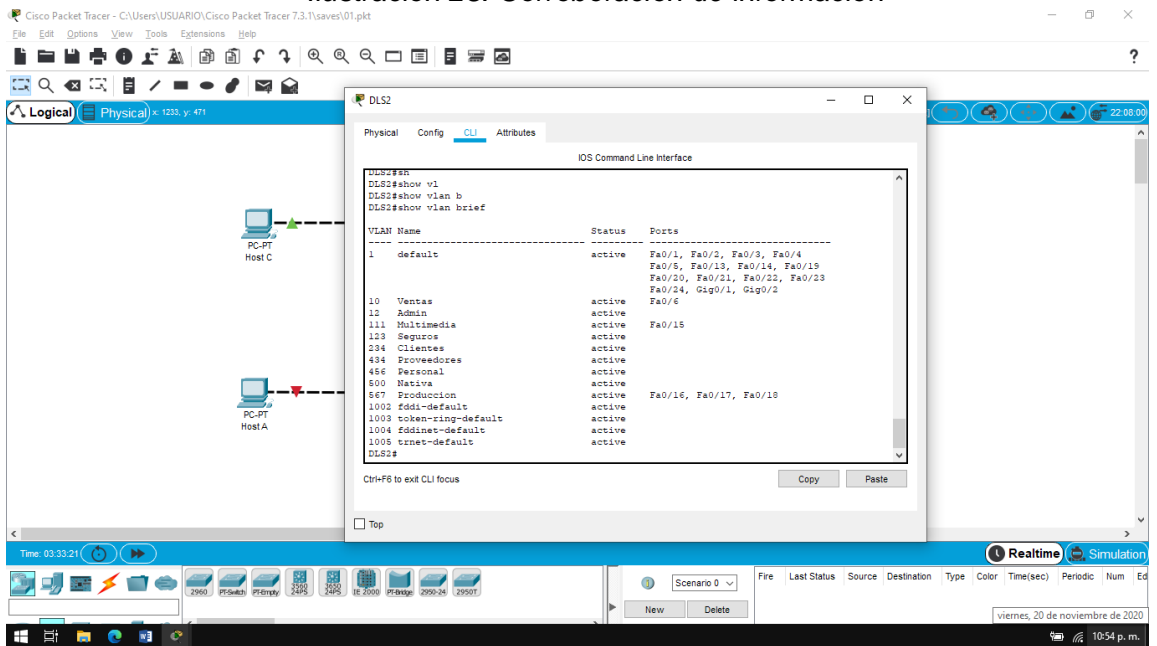 Cisco Packet Tracer - C:\Users\USUARIO\Cisco Packet Tracer 7.3.1\saves\01.pkt
File Edit Options View Tools Extensions Help
?
Logical Physical x: 1233, y: 471
22:08:00
DLS2
Physical Config CLI Attributes
IOS Command Line Interface
DLS2#sh
DLS2#show vl
DLS2#show vlan b
DLS2#show vlan brief
VLAN Name Status Ports
---- -------------------------------- --------- -------------------------------
1 default active Fa0/1, Fa0/2, Fa0/3, Fa0/4
Fa0/5, Fa0/13, Fa0/14, Fa0/19
Fa0/20, Fa0/21, Fa0/22, Fa0/23
Fa0/24, Gig0/1, Gig0/2
10 Ventas active Fa0/6
12 Admin active
111 Multimedia active Fa0/15
123 Seguros active
234 Clientes active
434 Proveedores active
456 Personal active
500 Nativa active
567 Produccion active Fa0/16, Fa0/17, Fa0/18
1002 fddi-default active
1003 token-ring-default active
1004 fddinet-default active
1005 trnet-default active
DLS2#
Ctrl+F6 to exit CLI focus
Copy Paste
Top
PC-PT
Host C
PC-PT
Host A
Time: 03:33:21
Realtime Simulation
2960 PT-Switch PT-Empty 3560 24PS 3650 24PS IE 2000 PT-Bridge 2950-24 2950T
Scenario 0
New Delete
Fire Last Status Source Destination Type Color Time(sec) Periodic Num Ed
viernes, 20 de noviembre de 2020
10:54 p. m.